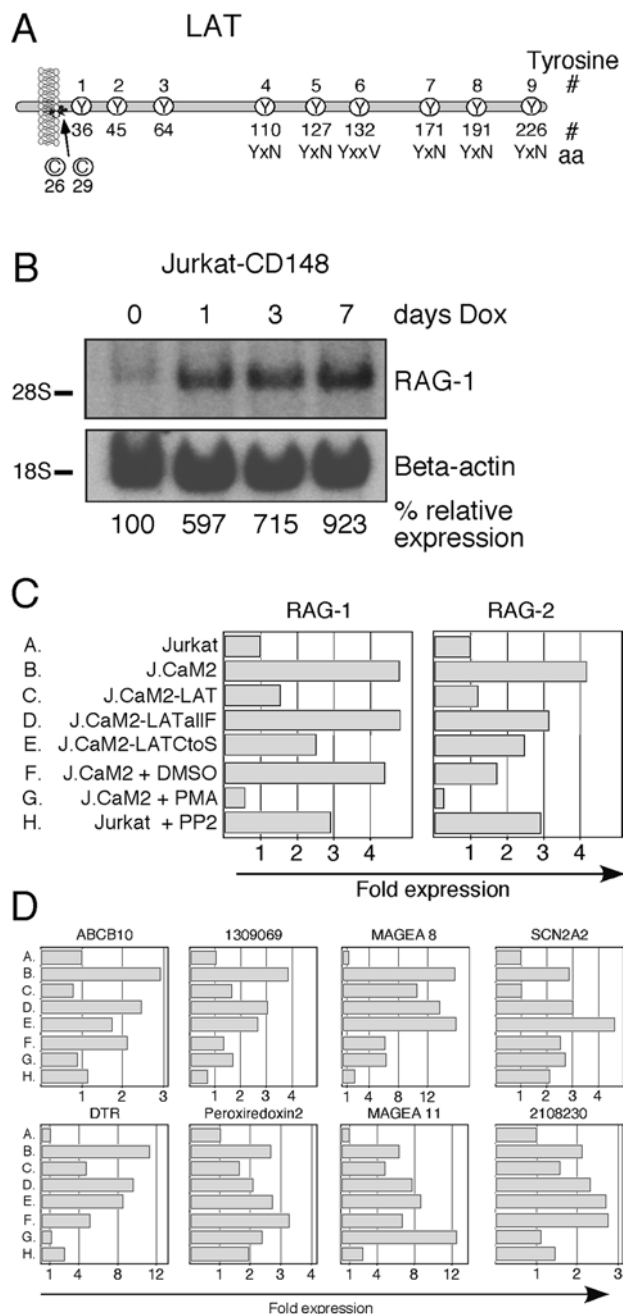 A
LAT
Tyrosine
1 2 3 4 5 6 7 8 9 #
Y Y Y Y Y Y Y Y Y
36 45 64 110 127 132 171 191 226 #
YxN YxN YxxV YxN YxN YxN aa
C C
26 29
B
Jurkat-CD148
0 1 3 7 days Dox
28S RAG-1
18S Beta-actin
100 597 715 923 % relative expression
C
RAG-1 RAG-2
A. Jurkat
B. J.CaM2
C. J.CaM2-LAT
D. J.CaM2-LATallF
E. J.CaM2-LATCtoS
F. J.CaM2 + DMSO
G. J.CaM2 + PMA
H. Jurkat + PP2
1 2 3 4 1 2 3 4
Fold expression
D
ABCB10 1309069 MAGEA 8 SCN2A2
A. A. A. A.
B. B. B. B.
C. C. C. C.
D. D. D. D.
E. E. E. E.
F. F. F. F.
G. G. G. G.
H. H. H. H.
1 2 3 1 2 3 4 1 4 8 12 1 2 3 4
DTR Peroxiredoxin2 MAGEA 11 2108230
A. A. A. A.
B. B. B. B.
C. C. C. C.
D. D. D. D.
E. E. E. E.
F. F. F. F.
G. G. G. G.
H. H. H. H.
1 4 8 12 1 2 3 4 1 4 8 12 1 2 3
Fold expression